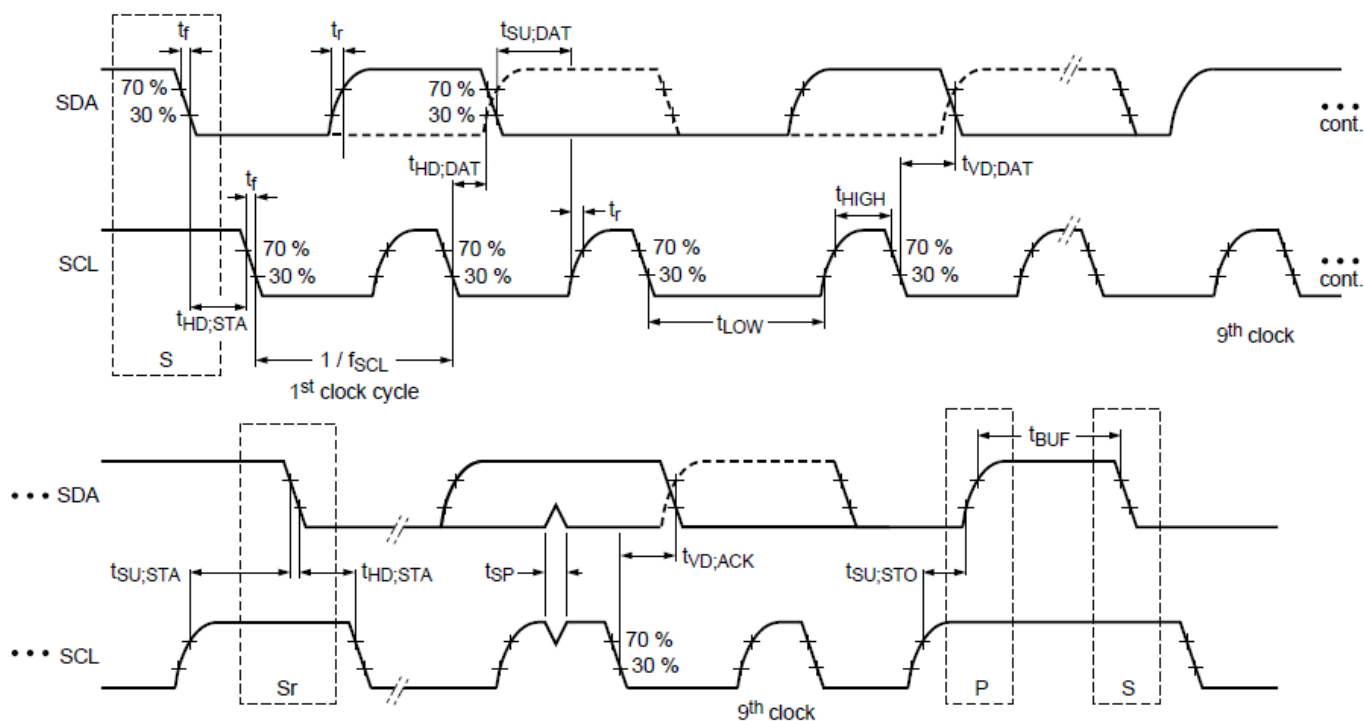 tf tr tSU;DAT
70 % 70 %
SDA
30 % 30 %
••• cont.
tHD;DAT tVD;DAT
tf tHIGH
tr
70 % 70 % 70 % 70 %
SCL
30 % 30 % 30 % 30 %
••• cont.
tHD;STA tLOW
9th clock
S 1 / fSCL
1st clock cycle
tBUF
••• SDA
tSU;STA tHD;STA tSP tVD;ACK tSU;STO
70 %
••• SCL
30 %
Sr P S
9th clock